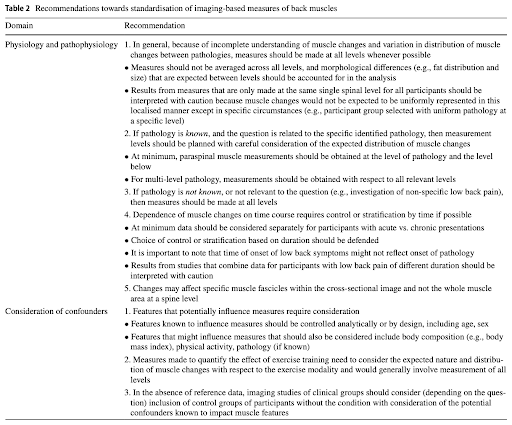 Table 2 Recommendations towards standardisation of imaging-based measures of back muscles
Domain Recommendation
Physiology and pathophysiology 1. In general, because of incomplete understanding of muscle changes and variation in distribution of muscle
changes between pathologies, measures should be made at all levels whenever possible
• Measures should not be averaged across all levels, and morphological differences (e.g., fat distribution and
size) that are expected between levels should be accounted for in the analysis
• Results from measures that are only made at the same single spinal level for all participants should be
interpreted with caution because muscle changes would not be expected to be uniformly represented in this
localised manner except in specific circumstances (e.g., participant group selected with uniform pathology at
a specific level)
2. If pathology is known, and the question is related to the specific identified pathology, then measurement
levels should be planned with careful consideration of the expected distribution of muscle changes
• At minimum, paraspinal muscle measurements should be obtained at the level of pathology and the level
below
• For multi-level pathology, measurements should be obtained with respect to all relevant levels
3. If pathology is not known, or not relevant to the question (e.g., investigation of non-specific low back pain),
then measures should be made at all levels
4. Dependence of muscle changes on time course requires control or stratification by time if possible
• At minimum data should be considered separately for participants with acute vs. chronic presentations
• Choice of control or stratification based on duration should be defended
• It is important to note that time of onset of low back symptoms might not reflect onset of pathology
• Results from studies that combine data for participants with low back pain of different duration should be
interpreted with caution
5. Changes may affect specific muscle fascicles within the cross-sectional image and not the whole muscle
area at a spine level
Consideration of confounders 1. Features that potentially influence measures require consideration
• Features known to influence measures should be controlled analytically or by design, including age, sex
• Features that might influence measures that should also be considered include body composition (e.g., body
mass index), physical activity, pathology (if known)
2. Measures made to quantify the effect of exercise training need to consider the expected nature and distribu-
tion of muscle changes with respect to the exercise modality and would generally involve measurement of all
levels
3. In the absence of reference data, imaging studies of clinical groups should consider (depending on the ques-
tion) inclusion of control groups of participants without the condition with consideration of the potential
confounders known to impact muscle features